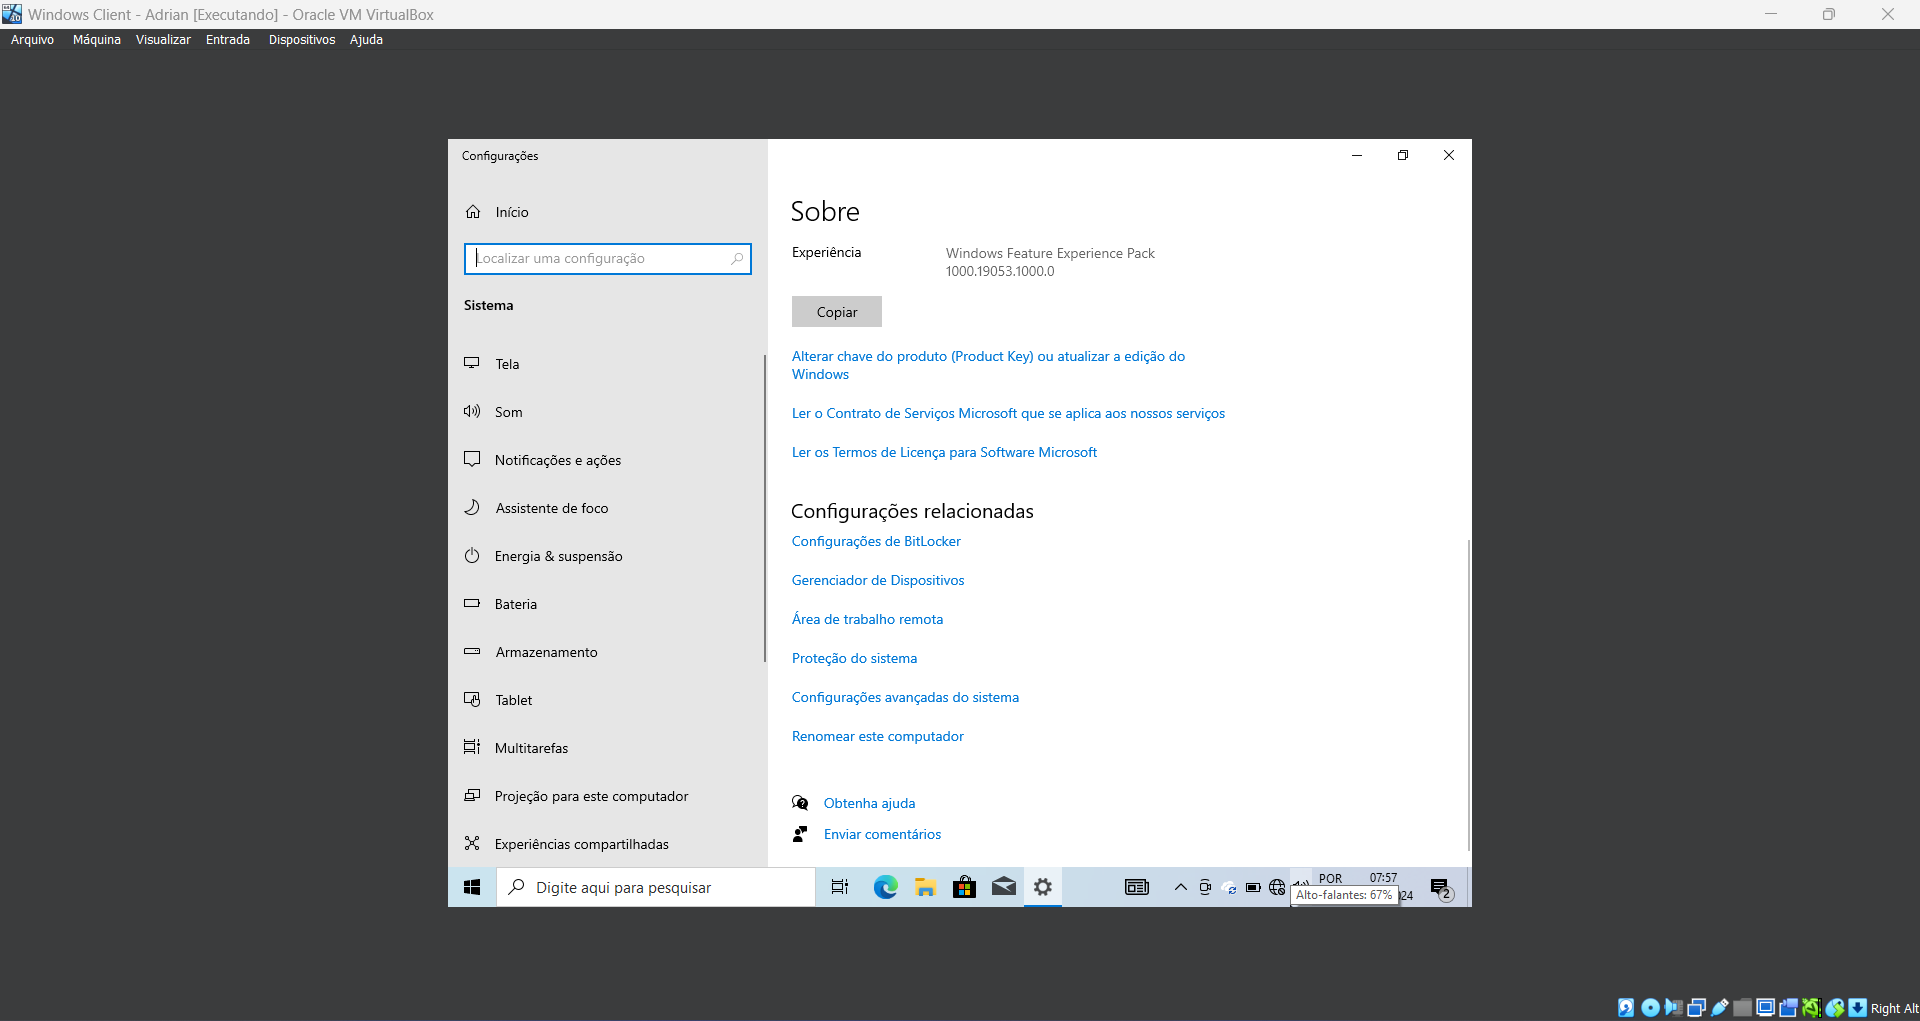 Windows Client - Adrian [Executando] - Oracle VM VirtualBox
Arquivo Máquina Visualizar Entrada Dispositivos Ajuda
Configurações
Início
Localizar uma configuração
Sistema
Tela
Som
Notificações e ações
Assistente de foco
Energia & suspensão
Bateria
Armazenamento
Tablet
Multitarefas
Projeção para este computador
Experiências compartilhadas
Sobre
Experiência Windows Feature Experience Pack
1000.19053.1000.0
Copiar
Alterar chave do produto (Product Key) ou atualizar a edição do
Windows
Ler o Contrato de Serviços Microsoft que se aplica aos nossos serviços
Ler os Termos de Licença para Software Microsoft
Configurações relacionadas
Configurações de BitLocker
Gerenciador de Dispositivos
Área de trabalho remota
Proteção do sistema
Configurações avançadas do sistema
Renomear este computador
Obtenha ajuda
Enviar comentários
Digite aqui para pesquisar
POR 07:57
Alto-falantes: 67% 24
2
Right Alt